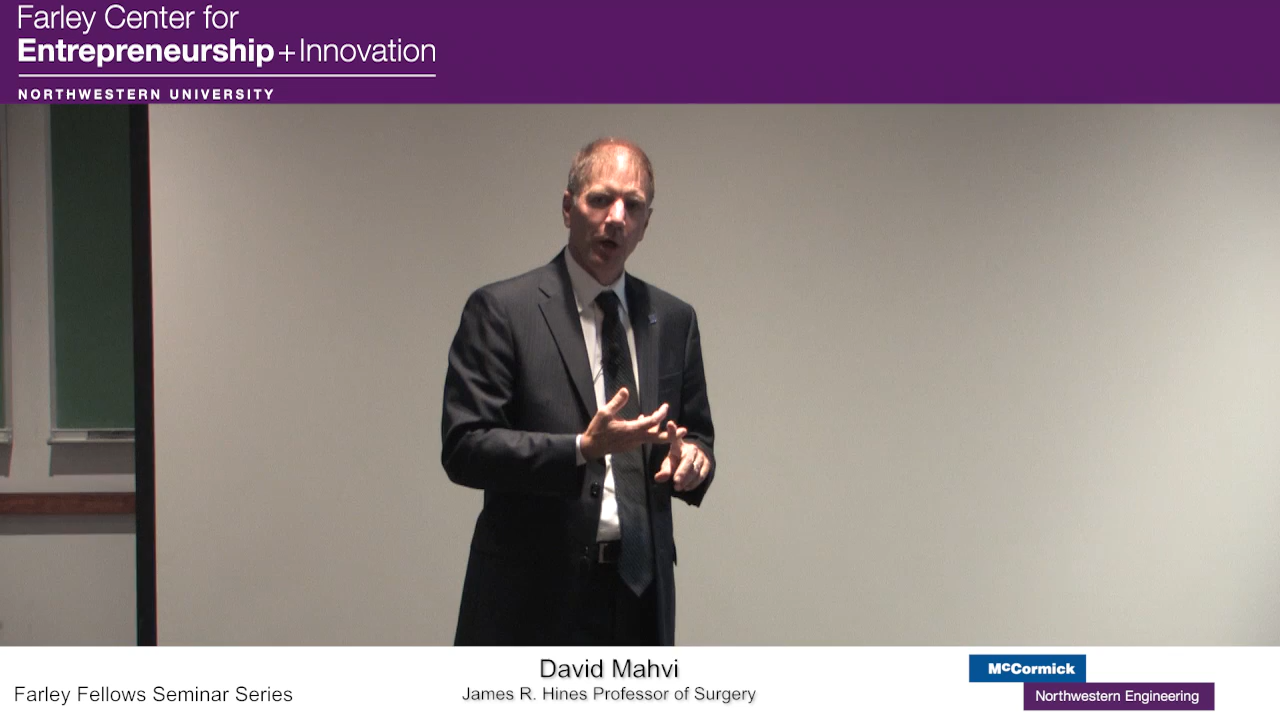 Farley Center for
Entrepreneurship+Innovation
NORTHWESTERN UNIVERSITY
David Mahvi
James R. Hines Professor of Surgery
Farley Fellows Seminar Series
McCormick
Northwestern Engineering